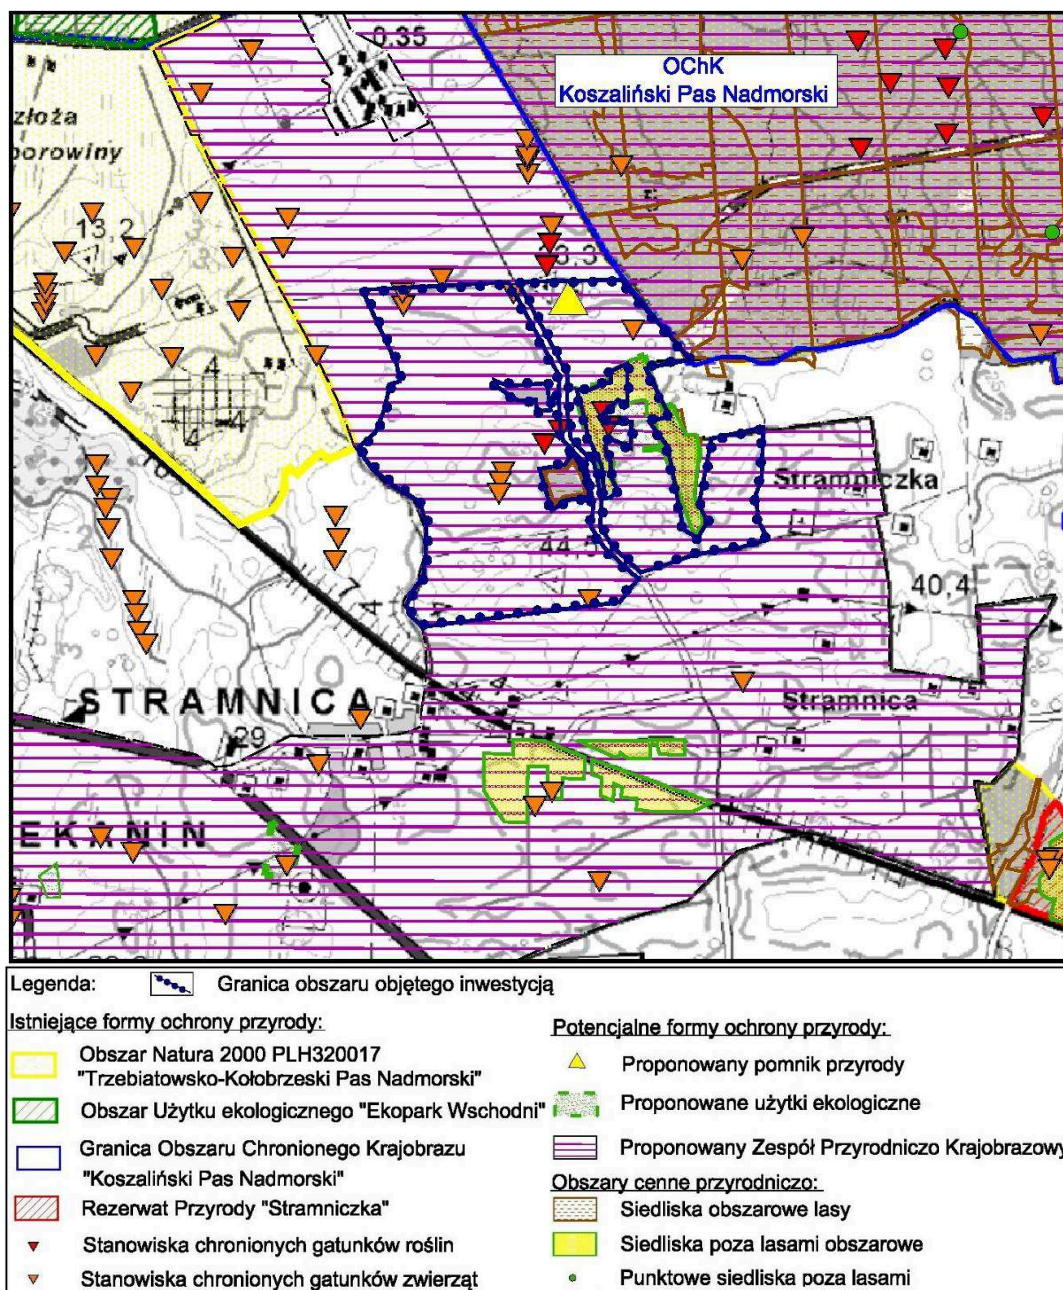 0,35
OChK
Koszaliński Pas Nadmorski
złoża
borowiny
13,2
3
3
4
4
4
4
Stramniczka
44,5
40,4
STRAMNICA
Stramnica
29
EKANIN
Legenda:
Granica obszaru objętego inwestycją
Istniejące formy ochrony przyrody:
Obszar Natura 2000 PLH320017
"Trzebiatowsko-Kołobrzeski Pas Nadmorski"
Obszar Użytku ekologicznego "Ekopark Wschodni"
Granica Obszaru Chronionego Krajobrazu
"Koszaliński Pas Nadmorski"
Rezerwat Przyrody "Stramniczka"
Stanowiska chronionych gatunków roślin
Stanowiska chronionych gatunków zwierząt
Potencjalne formy ochrony przyrody:
Proponowany pomnik przyrody
Proponowane użytki ekologiczne
Proponowany Zespół Przyrodniczo Krajobrazowy
Obszary cenne przyrodniczo:
Siedliska obszarowe lasy
Siedliska poza lasami obszarowe
Punktowe siedliska poza lasami